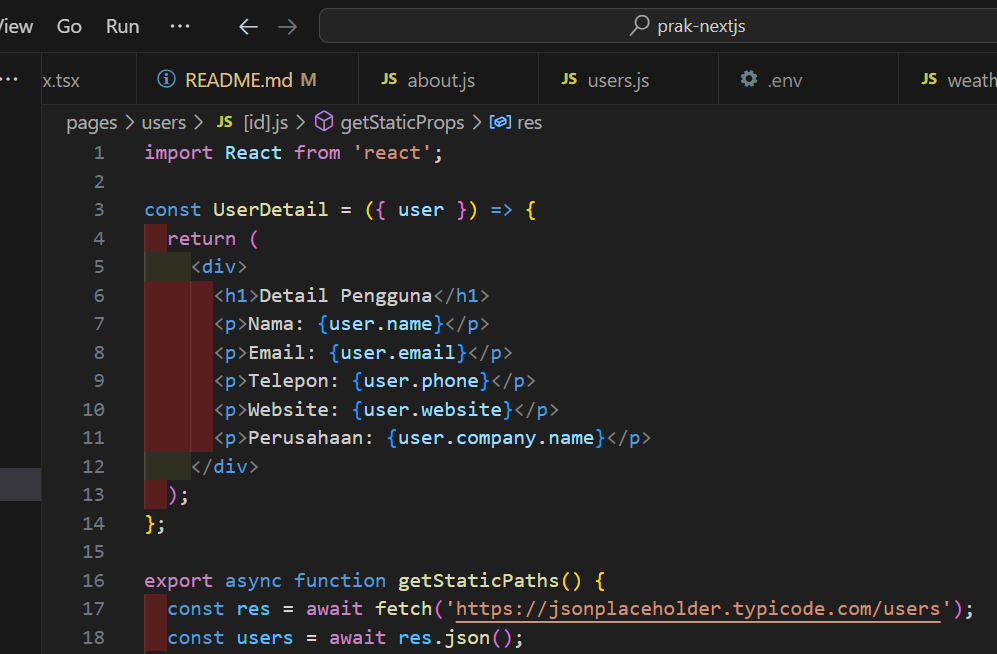 View Go Run ··· ← → prak-nextjs
··· x.tsx README.md M JS about.js JS users.js .env JS weath
pages > users > JS [id].js > getStaticProps > res
1 import React from 'react';
2
3 const UserDetail = ({ user }) => {
4 return (
5 <div>
6 <h1>Detail Pengguna</h1>
7 <p>Nama: {user.name}</p>
8 <p>Email: {user.email}</p>
9 <p>Telepon: {user.phone}</p>
10 <p>Website: {user.website}</p>
11 <p>Perusahaan: {user.company.name}</p>
12 </div>
13 );
14 };
15
16 export async function getStaticPaths() {
17 const res = await fetch('https://jsonplaceholder.typicode.com/users');
18 const users = await res.json();